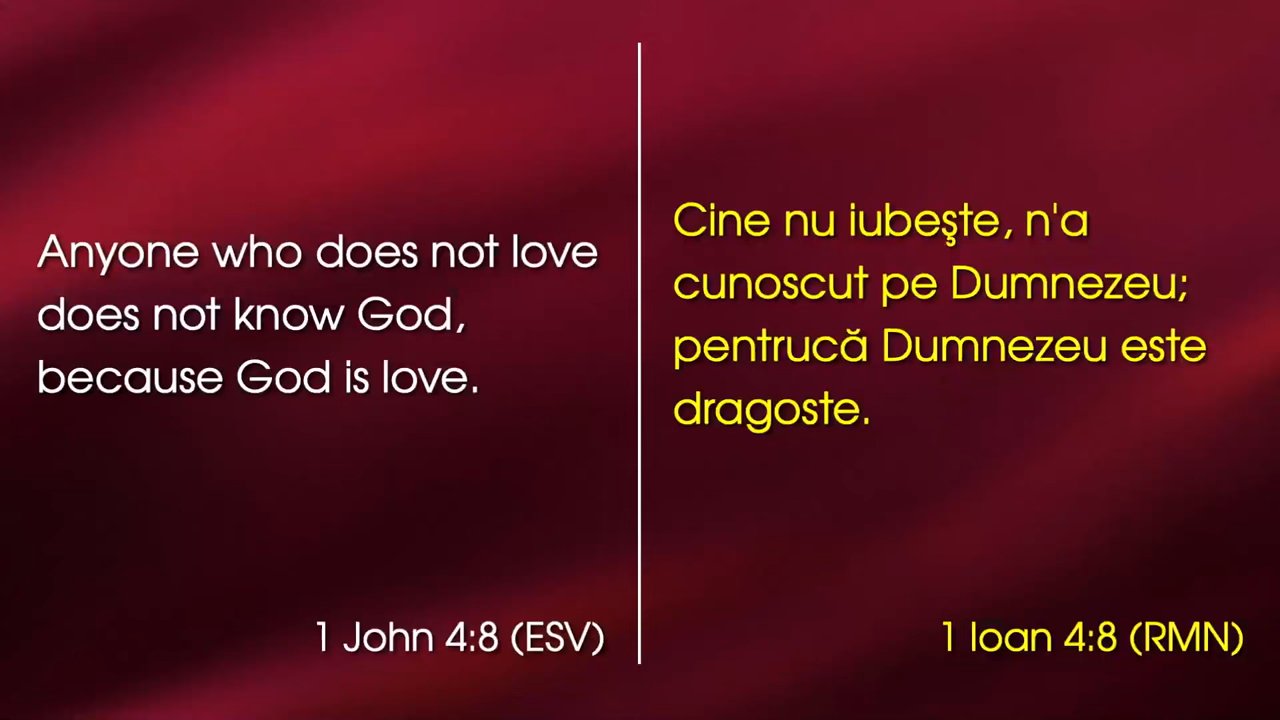 Anyone who does not love
does not know God,
because God is love.
1 John 4:8 (ESV)
Cine nu iubeşte, n'a
cunoscut pe Dumnezeu;
pentrucă Dumnezeu este
dragoste.
1 Ioan 4:8 (RMN)